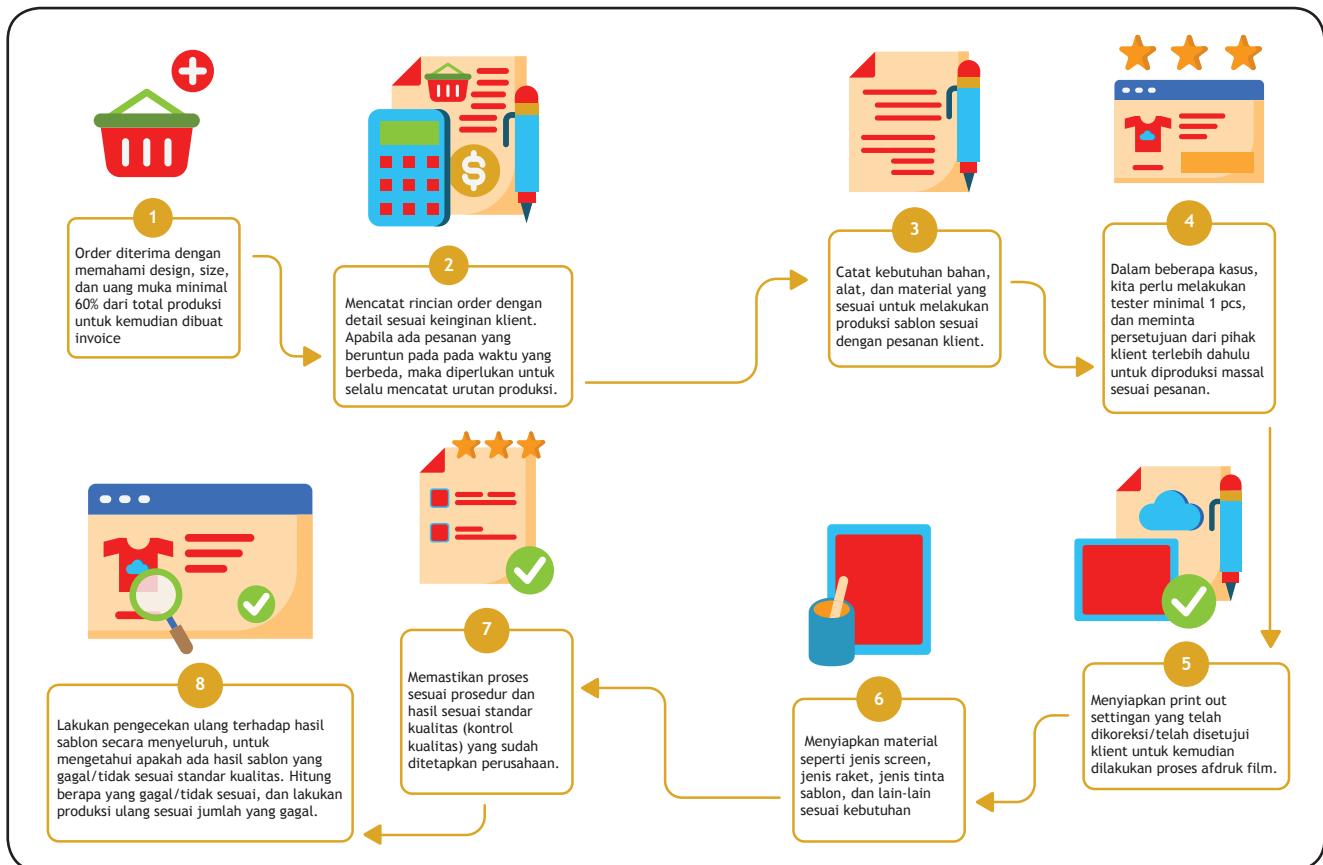 1
Order diterima dengan
memahami design, size,
dan uang muka minimal
60% dari total produksi
untuk kemudian dibuat
invoice
2
Mencatat rincian order dengan
detail sesuai keinginan klient.
Apabila ada pesanan yang
beruntun pada pada waktu yang
berbeda, maka diperlukan untuk
selalu mencatat urutan produksi.
3
Catat kebutuhan bahan,
alat, dan material yang
sesuai untuk melakukan
produksi sablon sesuai
dengan pesanan klient.
4
Dalam beberapa kasus,
kita perlu melakukan
tester minimal 1 pcs,
dan meminta
persetujuan dari pihak
klient terlebih dahulu
untuk diproduksi massal
sesuai pesanan.
5
Menyiapkan print out
settingan yang telah
dikoreksi/telah disetujui
klient untuk kemudian
dilakukan proses afdruk film.
6
Menyiapkan material
seperti jenis screen,
jenis raket, jenis tinta
sablon, dan lain-lain
sesuai kebutuhan
7
Memastikan proses
sesuai prosedur dan
hasil sesuai standar
kualitas (kontrol
kualitas) yang sudah
ditetapkan perusahaan.
8
Lakukan pengecekan ulang terhadap hasil
sablon secara menyeluruh, untuk
mengetahui apakah ada hasil sablon yang
gagal/tidak sesuai standar kualitas. Hitung
berapa yang gagal/tidak sesuai, dan lakukan
produksi ulang sesuai jumlah yang gagal.